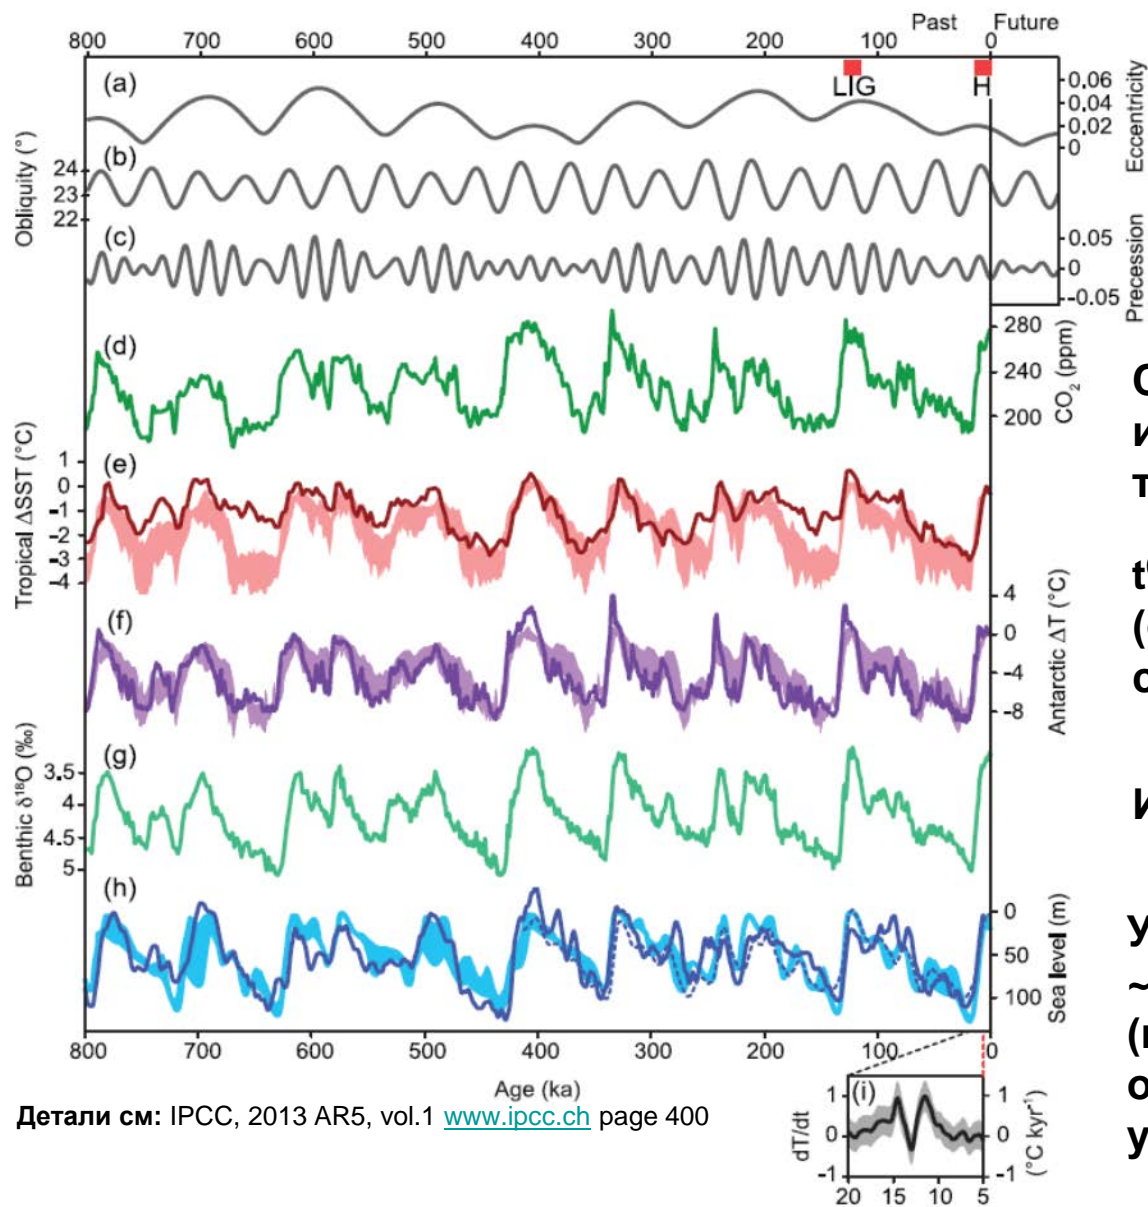 Past Future
800 700 600 500 400 300 200 100 0
(a) LIG H
0.06
0.04
0.02
0
Eccentricity
(b)
24
23
22
Obliquity (°)
(c)
0.05
0
-0.05
Precession
(d)
280
240
200
CO₂ (ppm)
(e)
1
0
-1
-2
-3
-4
Tropical ΔSST (°C)
(f)
4
0
-4
-8
Antarctic ΔT (°C)
(g)
3.5
4
4.5
5
Benthic δ¹⁸O (‰)
(h)
0
50
100
Sea level (m)
800 700 600 500 400 300 200 100 0
Age (ka)
Детали см: IPCC, 2013 AR5, vol.1 www.ipcc.ch page 400
(i)
1
0
-1
dT/dt
1
0
-1
(°C kyr⁻¹)
20 15 10 5